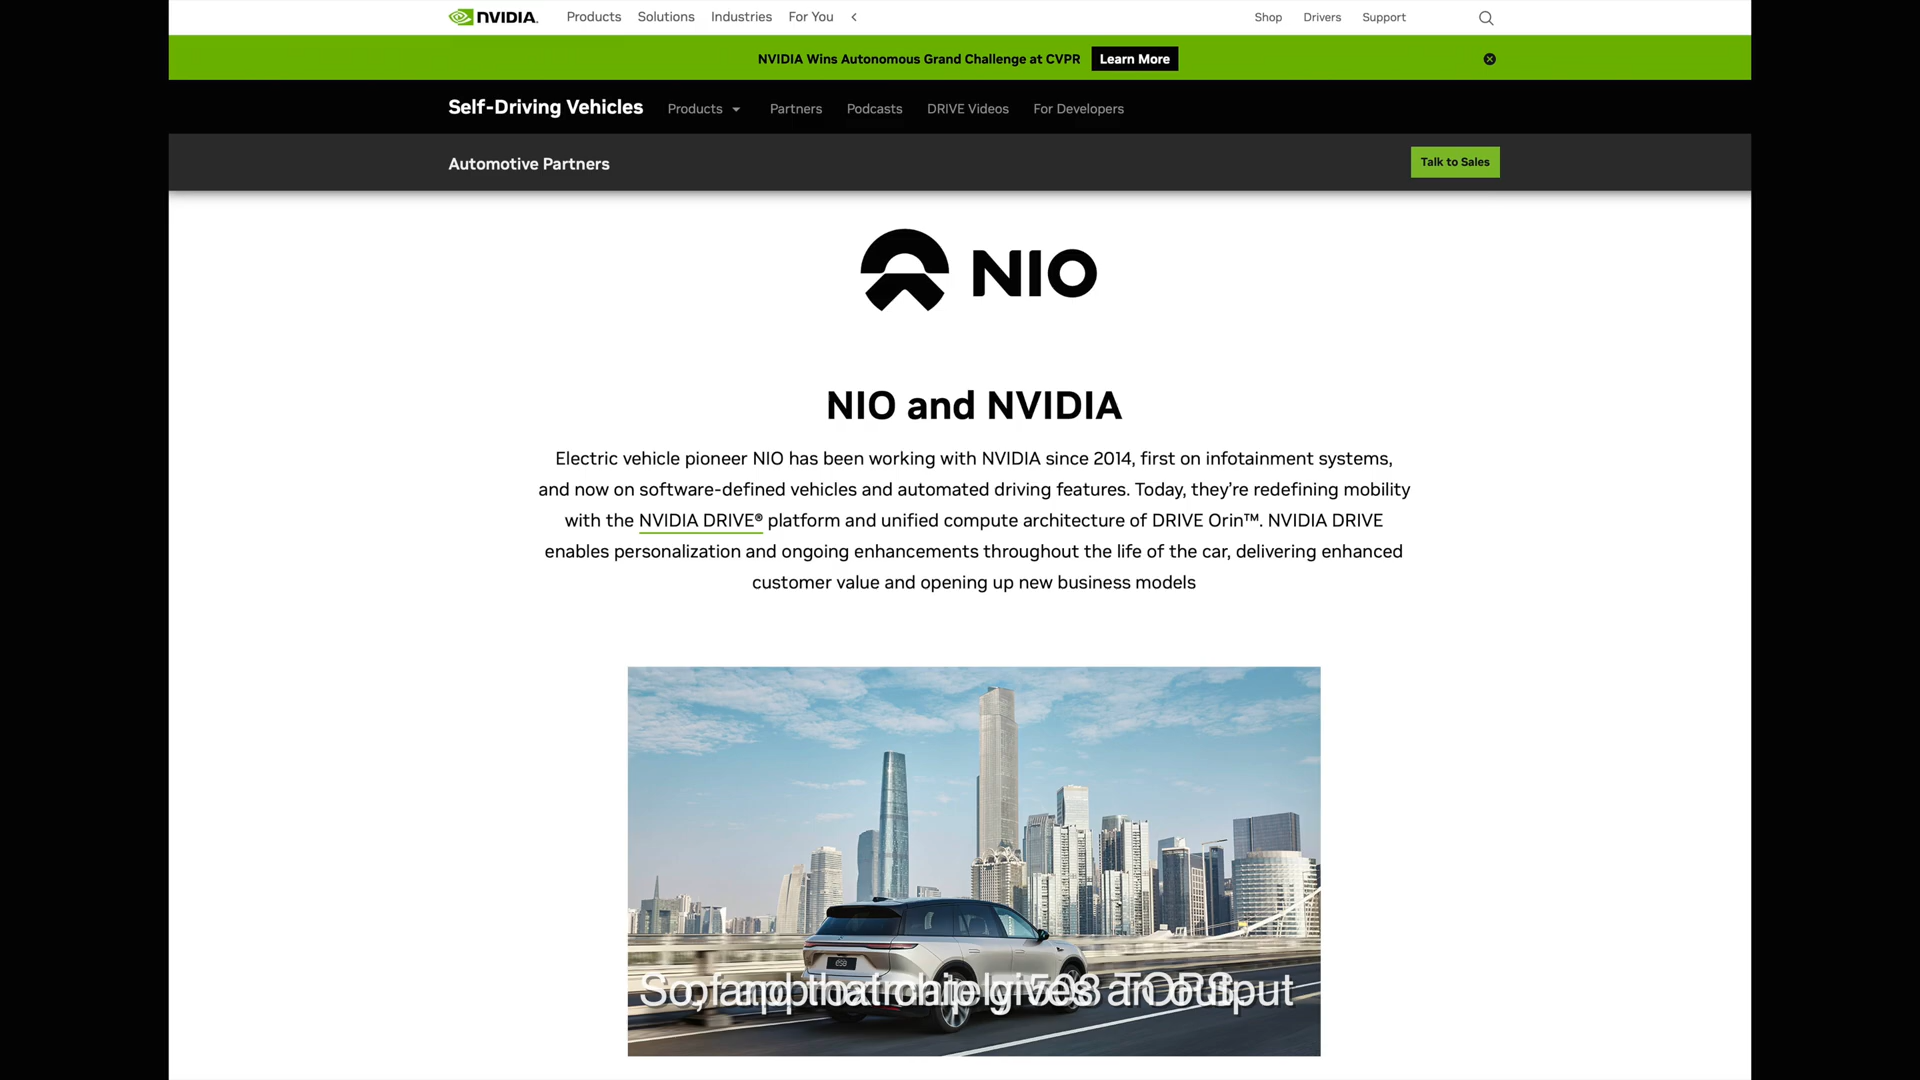 NVIDIA.
Products Solutions Industries For You
Shop Drivers Support
NVIDIA Wins Autonomous Grand Challenge at CVPR Learn More
Self-Driving Vehicles Products Partners Podcasts DRIVE Videos For Developers
Automotive Partners Talk to Sales
NIO
NIO and NVIDIA
Electric vehicle pioneer NIO has been working with NVIDIA since 2014, first on infotainment systems,
and now on software-defined vehicles and automated driving features. Today, they’re redefining mobility
with the NVIDIA DRIVE® platform and unified compute architecture of DRIVE Orin™. NVIDIA DRIVE
enables personalization and ongoing enhancements throughout the life of the car, delivering enhanced
customer value and opening up new business models
ES8